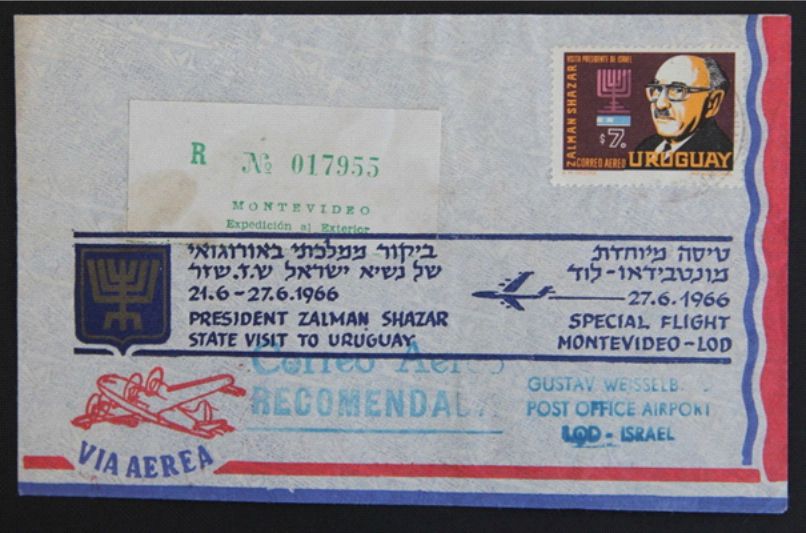 VISITA PRESIDENTE DE ISRAEL
ZALMAN SHAZAR
$7.
CORREO AEREO URUGUAY
R № 017955
MONTEVIDEO
Expedición al Exterior
ביקור ממלכתי באורוגואי
של נשיא ישראל ש.ז.שזר
21.6-27.6.1966
PRESIDENT ZALMAN SHAZAR
STATE VISIT TO URUGUAY
טיסה מיוחדת
מונטבידאו-לוד
27.6.1966
SPECIAL FLIGHT
MONTEVIDEO-LOD
Correo Aereo
RECOMENDADA
GUSTAV
POST OFFICE AIRPORT
LOD - ISRAEL
VIA AEREA